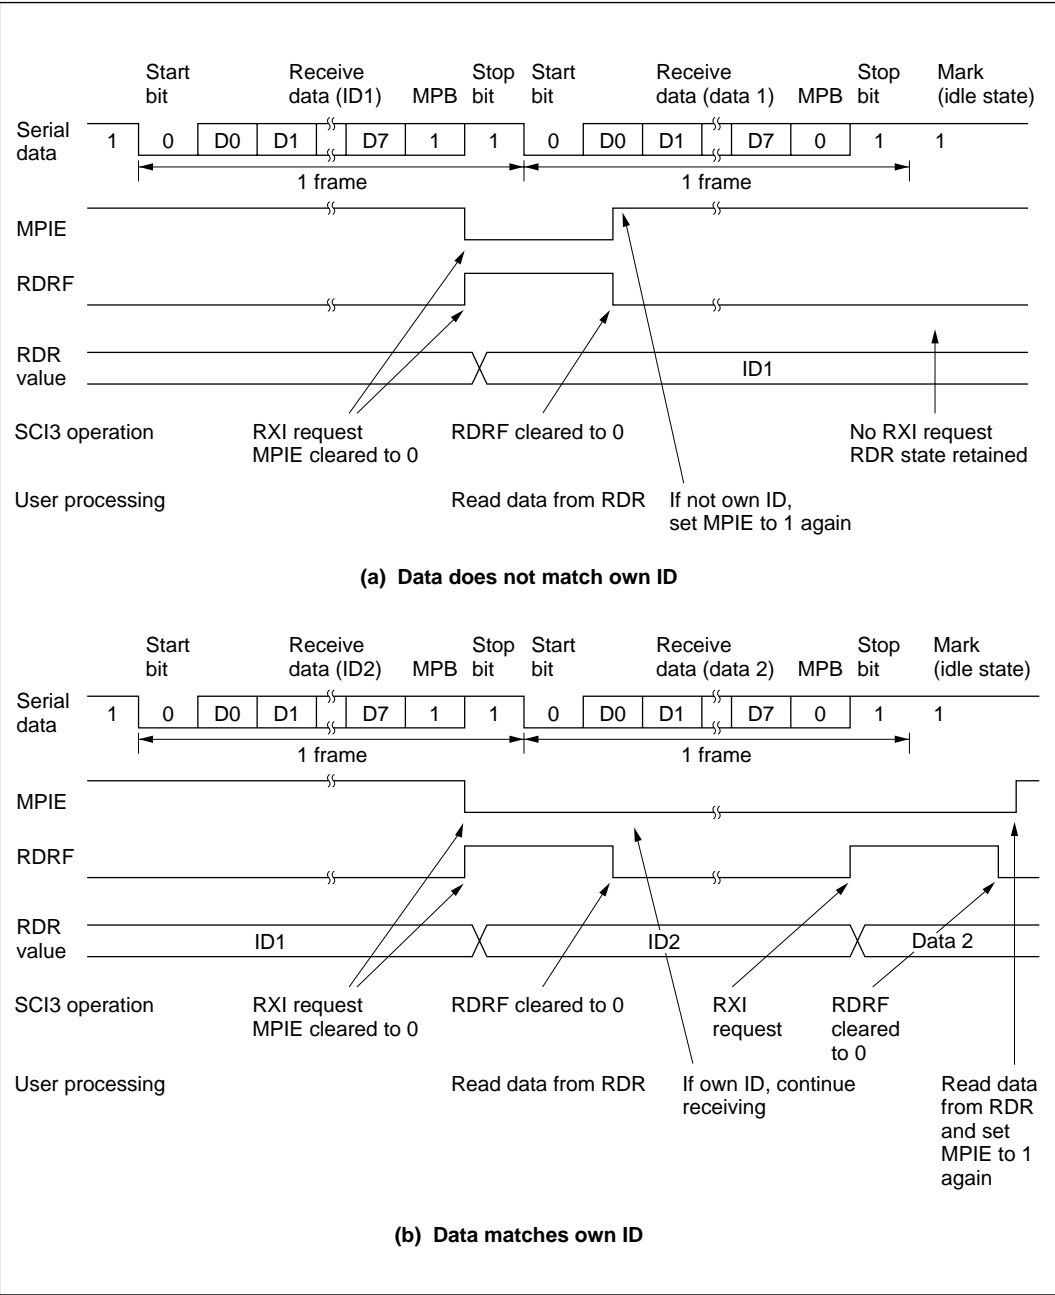 Start Receive Stop Start Receive Stop Mark
bit data (ID1) MPB bit bit data (data 1) MPB bit (idle state)
Serial
data
1 0 D0 D1 D7 1 1 0 D0 D1 D7 0 1 1
1 frame 1 frame
MPIE
RDRF
RDR
value
ID1
SCI3 operation RXI request RDRF cleared to 0 No RXI request
MPIE cleared to 0 RDR state retained
User processing Read data from RDR If not own ID,
set MPIE to 1 again
(a) Data does not match own ID
Start Receive Stop Start Receive Stop Mark
bit data (ID2) MPB bit bit data (data 2) MPB bit (idle state)
Serial
data
1 0 D0 D1 D7 1 1 0 D0 D1 D7 0 1 1
1 frame 1 frame
MPIE
RDRF
RDR
value
ID1 ID2 Data 2
SCI3 operation RXI request RDRF cleared to 0 RXI RDRF
MPIE cleared to 0 request cleared
to 0
User processing Read data from RDR If own ID, continue Read data
receiving from RDR
and set
MPIE to 1
again
(b) Data matches own ID